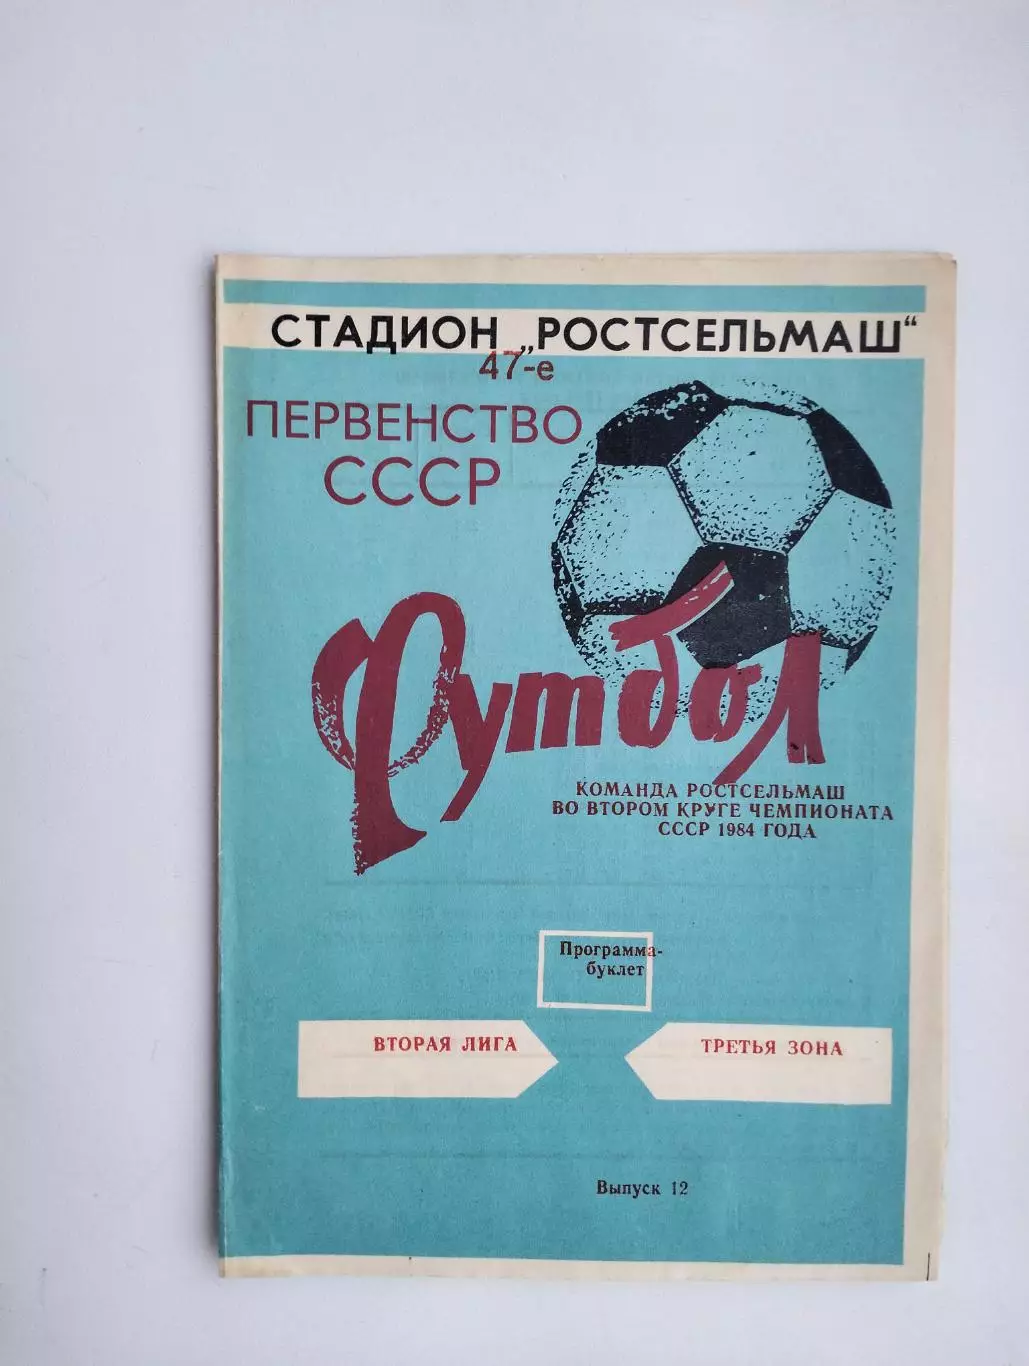 СТАДИОН „РОСТСЕЛЬМАШ“
47-е
ПЕРВЕНСТВО
СССР
Футбол
КОМАНДА РОСТСЕЛЬМАШ
ВО ВТОРОМ КРУГЕ ЧЕМПИОНАТА
СССР 1984 ГОДА
Программа-
буклет
ВТОРАЯ ЛИГА
ТРЕТЬЯ ЗОНА
Выпуск 12